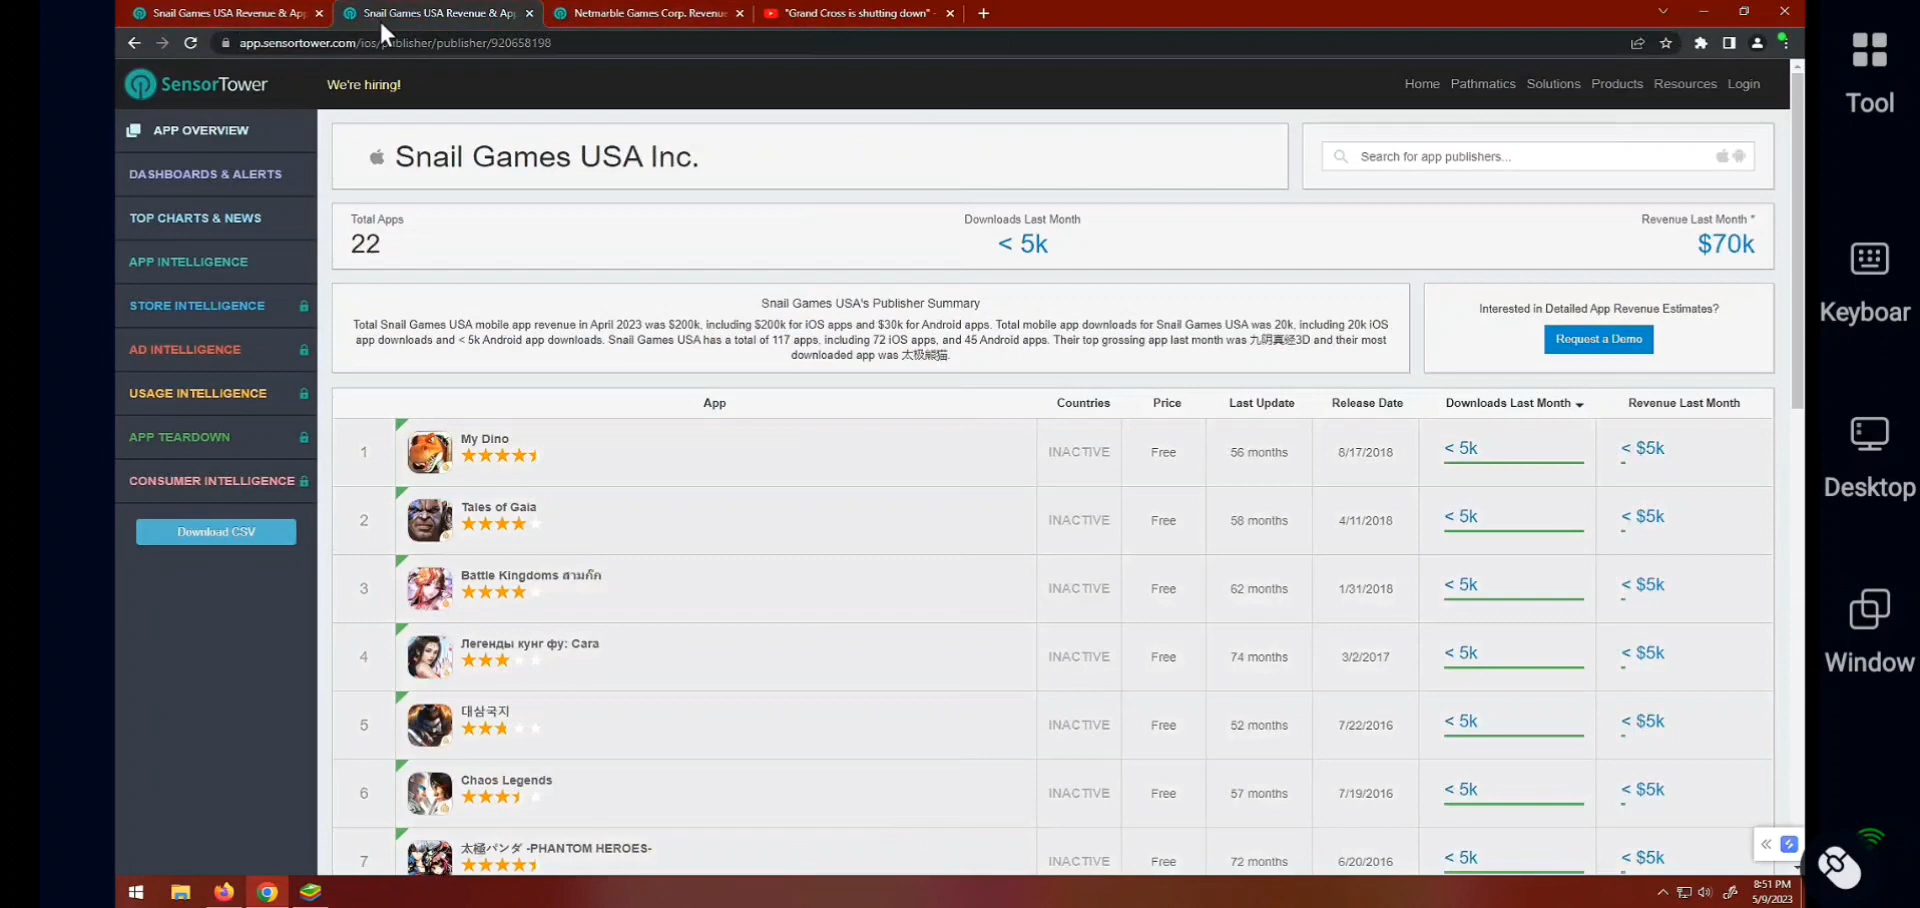 Snail Games USA Revenue & App
Snail Games USA Revenue & App
Netmarble Games Corp. Revenue
"Grand Cross is shutting down" -
app.sensortower.com/ios/publisher/publisher/920658198
SensorTower
We're hiring!
Home
Pathmatics
Solutions
Products
Resources
Login
APP OVERVIEW
DASHBOARDS & ALERTS
TOP CHARTS & NEWS
APP INTELLIGENCE
STORE INTELLIGENCE
AD INTELLIGENCE
USAGE INTELLIGENCE
APP TEARDOWN
CONSUMER INTELLIGENCE
Download CSV
Snail Games USA Inc.
Search for app publishers...
Total Apps
22
Downloads Last Month
< 5k
Revenue Last Month *
$70k
Snail Games USA's Publisher Summary
Total Snail Games USA mobile app revenue in April 2023 was $200k, including $200k for iOS apps and $30k for Android apps. Total mobile app downloads for Snail Games USA was 20k, including 20k iOS
app downloads and < 5k Android app downloads. Snail Games USA has a total of 117 apps, including 72 iOS apps, and 45 Android apps. Their top grossing app last month was 九阴真经3D and their most
downloaded app was 太极熊猫.
Interested in Detailed App Revenue Estimates?
Request a Demo
App Countries Price Last Update Release Date Downloads Last Month Revenue Last Month
1 My Dino INACTIVE Free 56 months 8/17/2018 < 5k < $5k
2 Tales of Gaia INACTIVE Free 58 months 4/11/2018 < 5k < $5k
3 Battle Kingdoms สามก๊ก INACTIVE Free 62 months 1/31/2018 < 5k < $5k
4 Легенды кунг фу: Сага INACTIVE Free 74 months 3/2/2017 < 5k < $5k
5 대삼국지 INACTIVE Free 52 months 7/22/2016 < 5k < $5k
6 Chaos Legends INACTIVE Free 57 months 7/19/2016 < 5k < $5k
7 太極パンダ -PHANTOM HEROES- INACTIVE Free 72 months 6/20/2016 < 5k < $5k
8:51 PM
5/9/2023
Tool
Keyboar
Desktop
Window